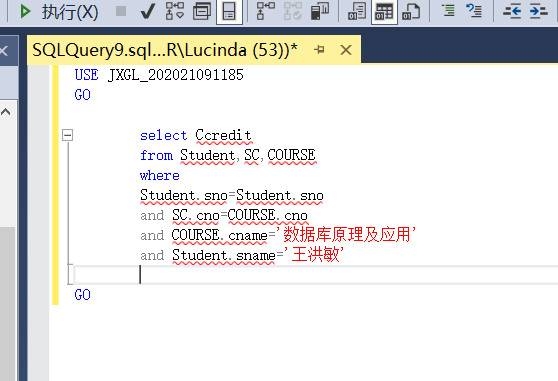 执行(X)
SQLQuery9.sql...R\Lucinda (53))*
USE JXGL_202021091185
GO
select Ccredit
from Student,SC,COURSE
where
Student.sno=Student.sno
and SC.cno=COURSE.cno
and COURSE.cname='数据库原理及应用'
and Student.sname='王洪敏'
GO